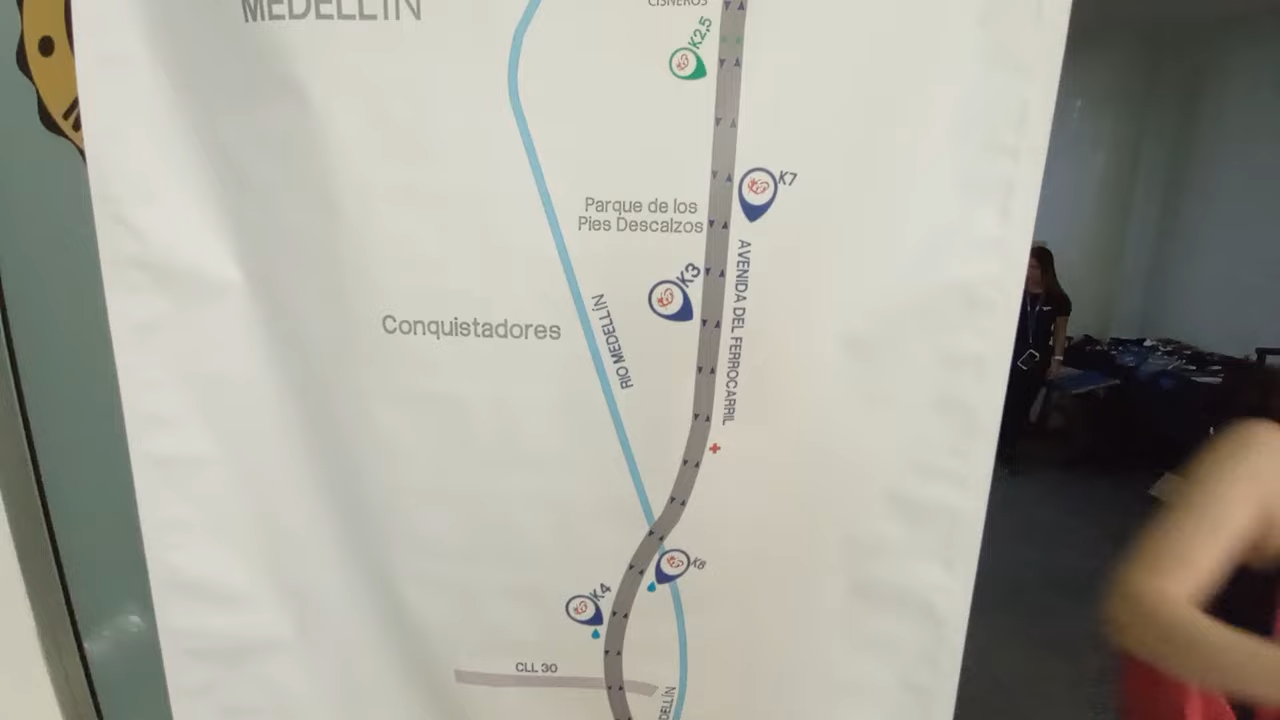 MEDELLÍN
CISNEROS
K2,5
K7
Parque de los
Pies Descalzos
K3
AVENIDA DEL FERROCARRIL
Conquistadores
RIO MEDELLÍN
K6
K4
CLL 30
DELLÍN